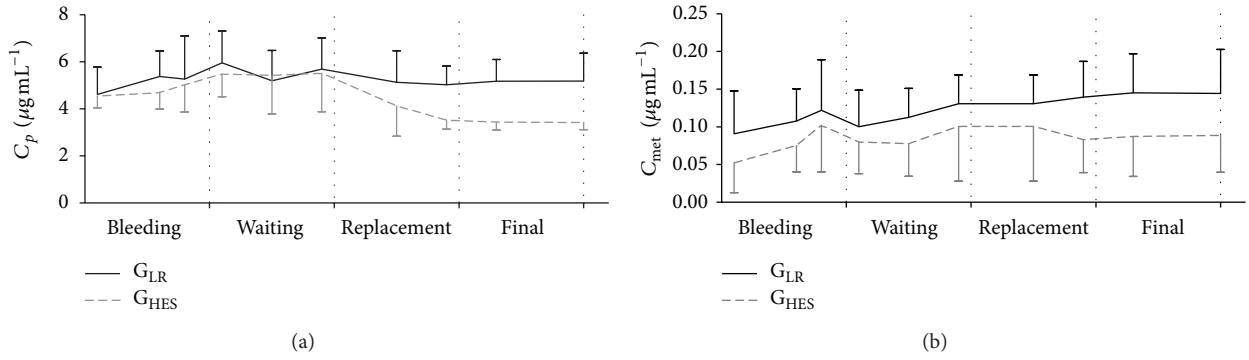 8
6
4
2
0
C_p (μg mL⁻¹)
Bleeding Waiting Replacement Final
G_LR
G_HES
(a)
0.25
0.20
0.15
0.10
0.05
0.00
C_met (μg mL⁻¹)
Bleeding Waiting Replacement Final
G_LR
G_HES
(b)